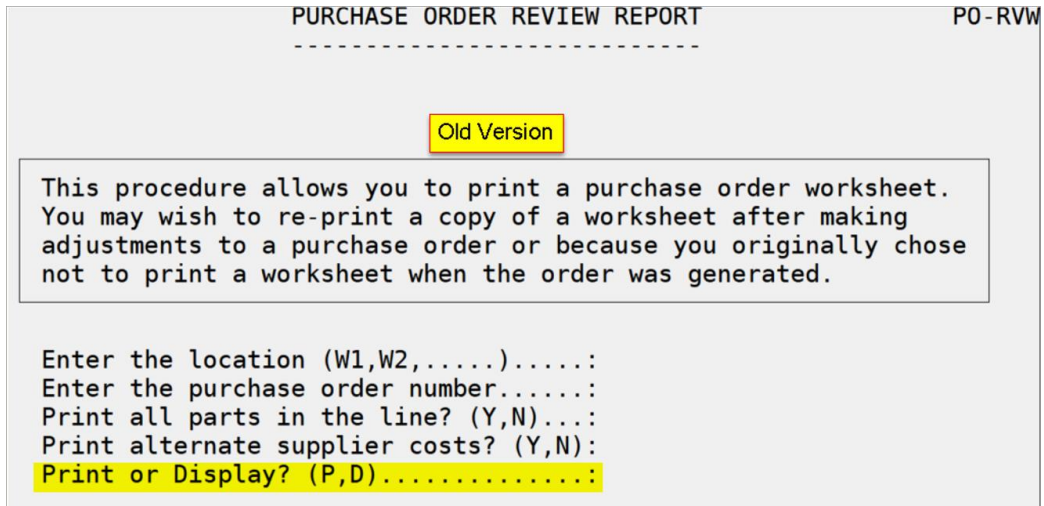 PURCHASE ORDER REVIEW REPORT PO-RVW
----------------------------
Old Version
This procedure allows you to print a purchase order worksheet.
You may wish to re-print a copy of a worksheet after making
adjustments to a purchase order or because you originally chose
not to print a worksheet when the order was generated.
Enter the location (W1,W2,.....).....:
Enter the purchase order number......:
Print all parts in the line? (Y,N)...:
Print alternate supplier costs? (Y,N):
Print or Display? (P,D)..............: